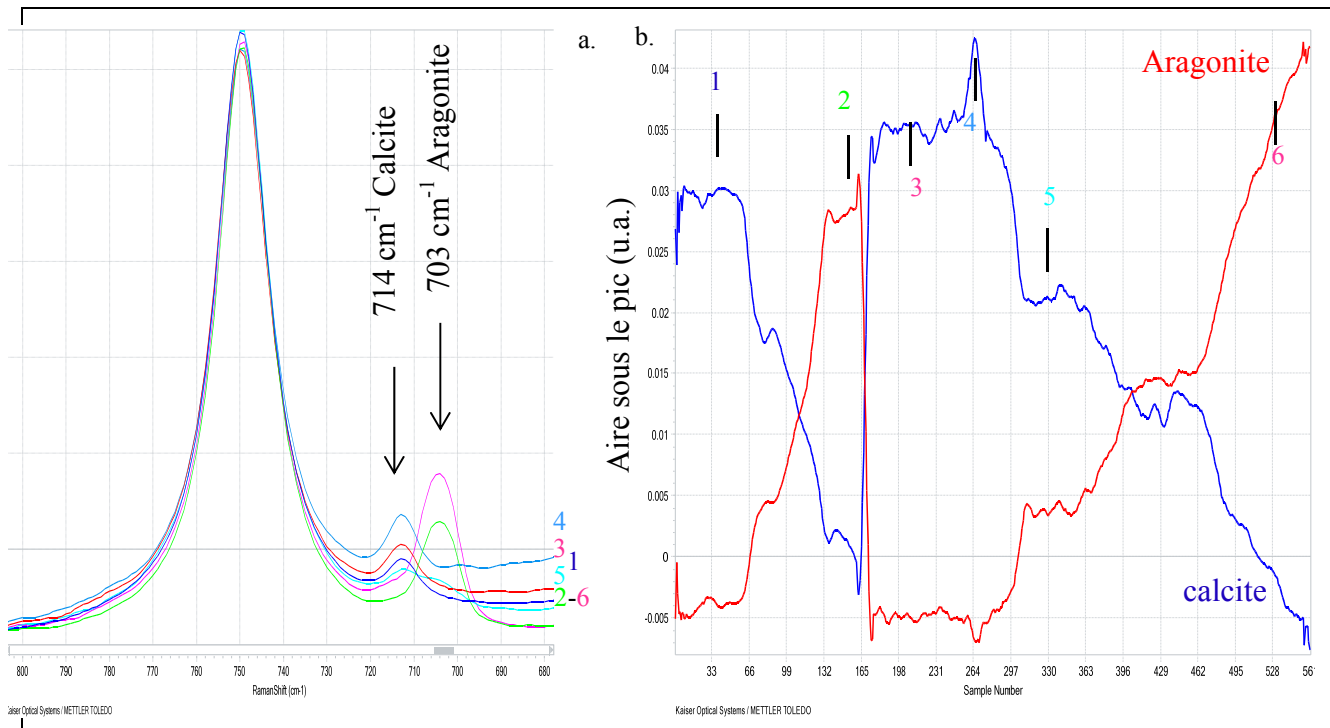 a.
714 cm-1 Calcite
703 cm-1 Aragonite
4
3
1
5
2-6
800 790 780 770 760 750 740 730 720 710 700 690 680
RamanShift (cm-1)
Kaiser Optical Systems / METTLER TOLEDO
b.
Aire sous le pic (u.a.)
0.04
0.035
0.03
0.025
0.02
0.015
0.01
0.005
0
-0.005
1
2
3
4
5
6
Aragonite
calcite
33 66 99 132 165 198 231 264 297 330 363 396 429 462 495 528 56
Sample Number
Kaiser Optical Systems / METTLER TOLEDO